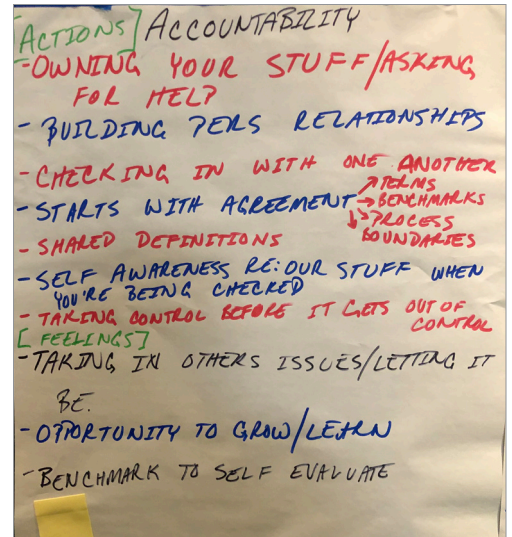 [ACTIONS] ACCOUNTABILITY
- OWNING YOUR STUFF/ASKING
FOR HELP
- BUILDING PERS RELATIONSHIPS
- CHECKING IN WITH ONE ANOTHER
- STARTS WITH AGREEMENT → TERMS
→ BENCHMARKS
→ PROCESS
↓ BOUNDARIES
- SHARED DEFINITIONS
- SELF AWARENESS RE: OUR STUFF WHEN
YOU'RE BEING CHECKED
- TAKING CONTROL BEFORE IT GETS OUT OF
CONTROL
[FEELINGS]
- TAKING IN OTHERS ISSUES/LETTING IT
BE.
- OPPORTUNITY TO GROW/LEARN
- BENCHMARK TO SELF EVALUATE